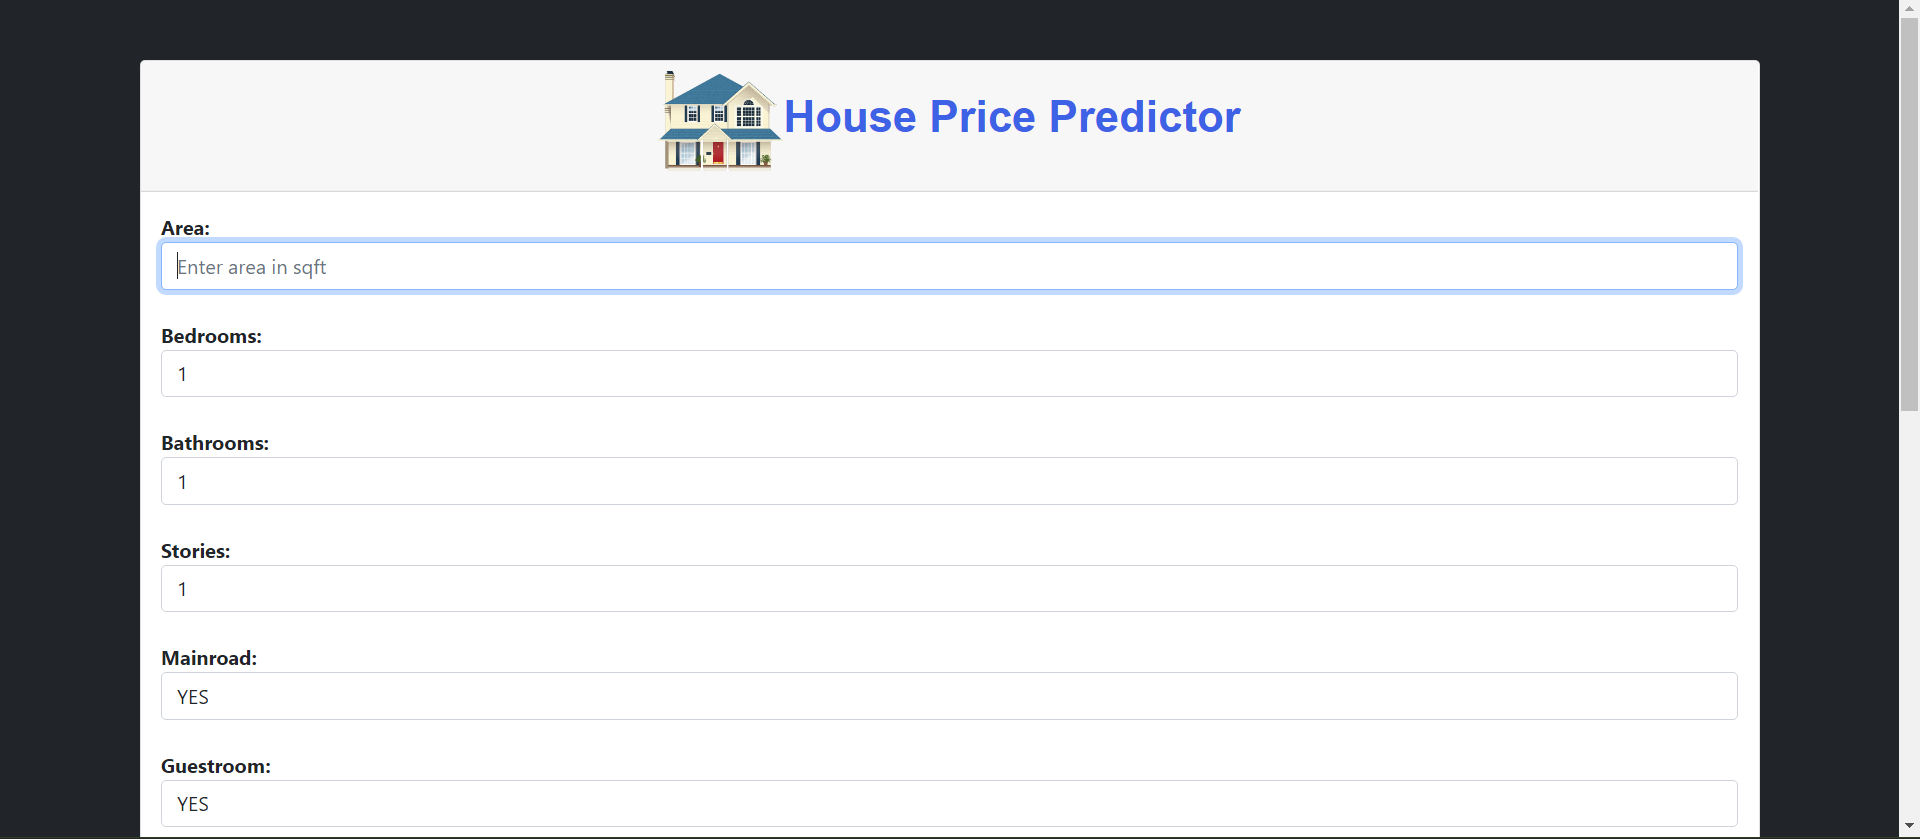 House Price Predictor
Area:
Enter area in sqft
Bedrooms:
1
Bathrooms:
1
Stories:
1
Mainroad:
YES
Guestroom:
YES